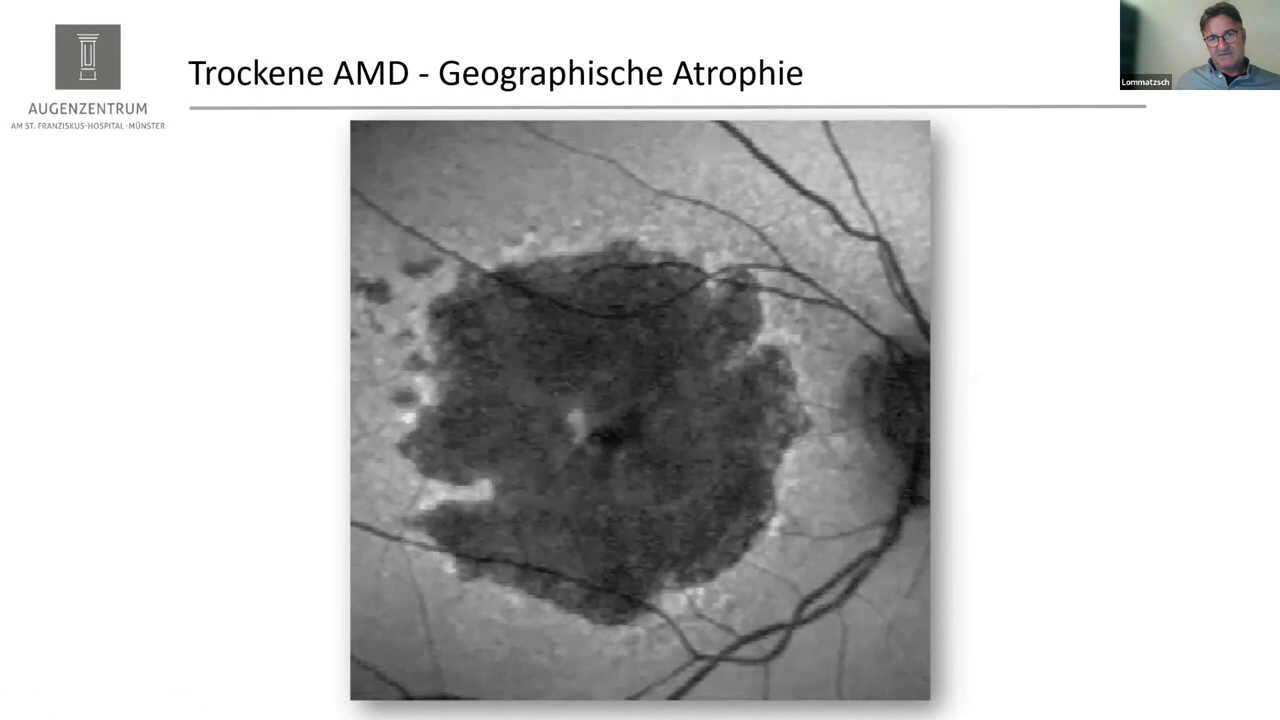 Trockene AMD - Geographische Atrophie
AUGENZENTRUM
AM ST. FRANZISKUS-HOSPITAL·MÜNSTER
Lommatzsch